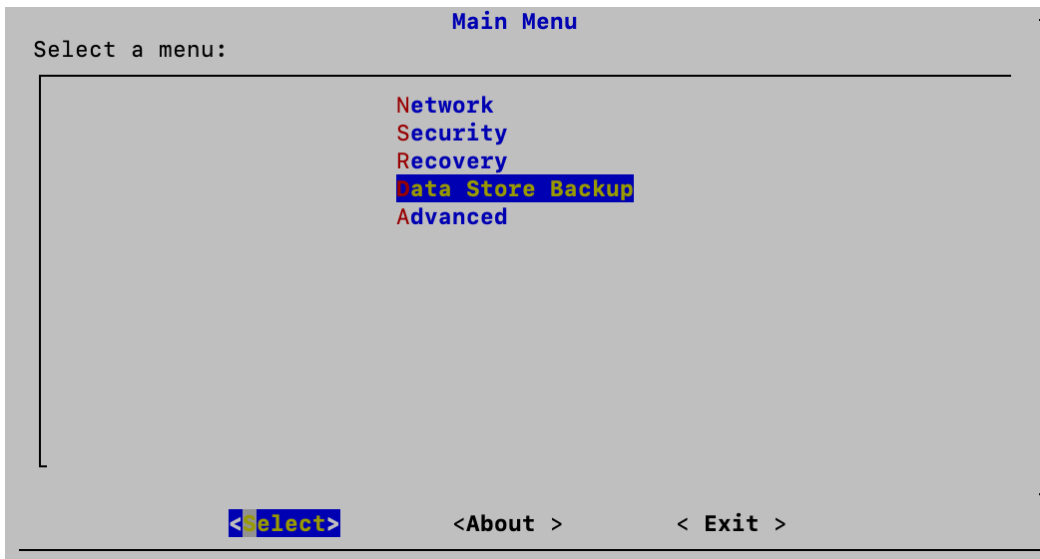 Main Menu
Select a menu:
Network
Security
Recovery
Data Store Backup
Advanced
<Select> <About > < Exit >